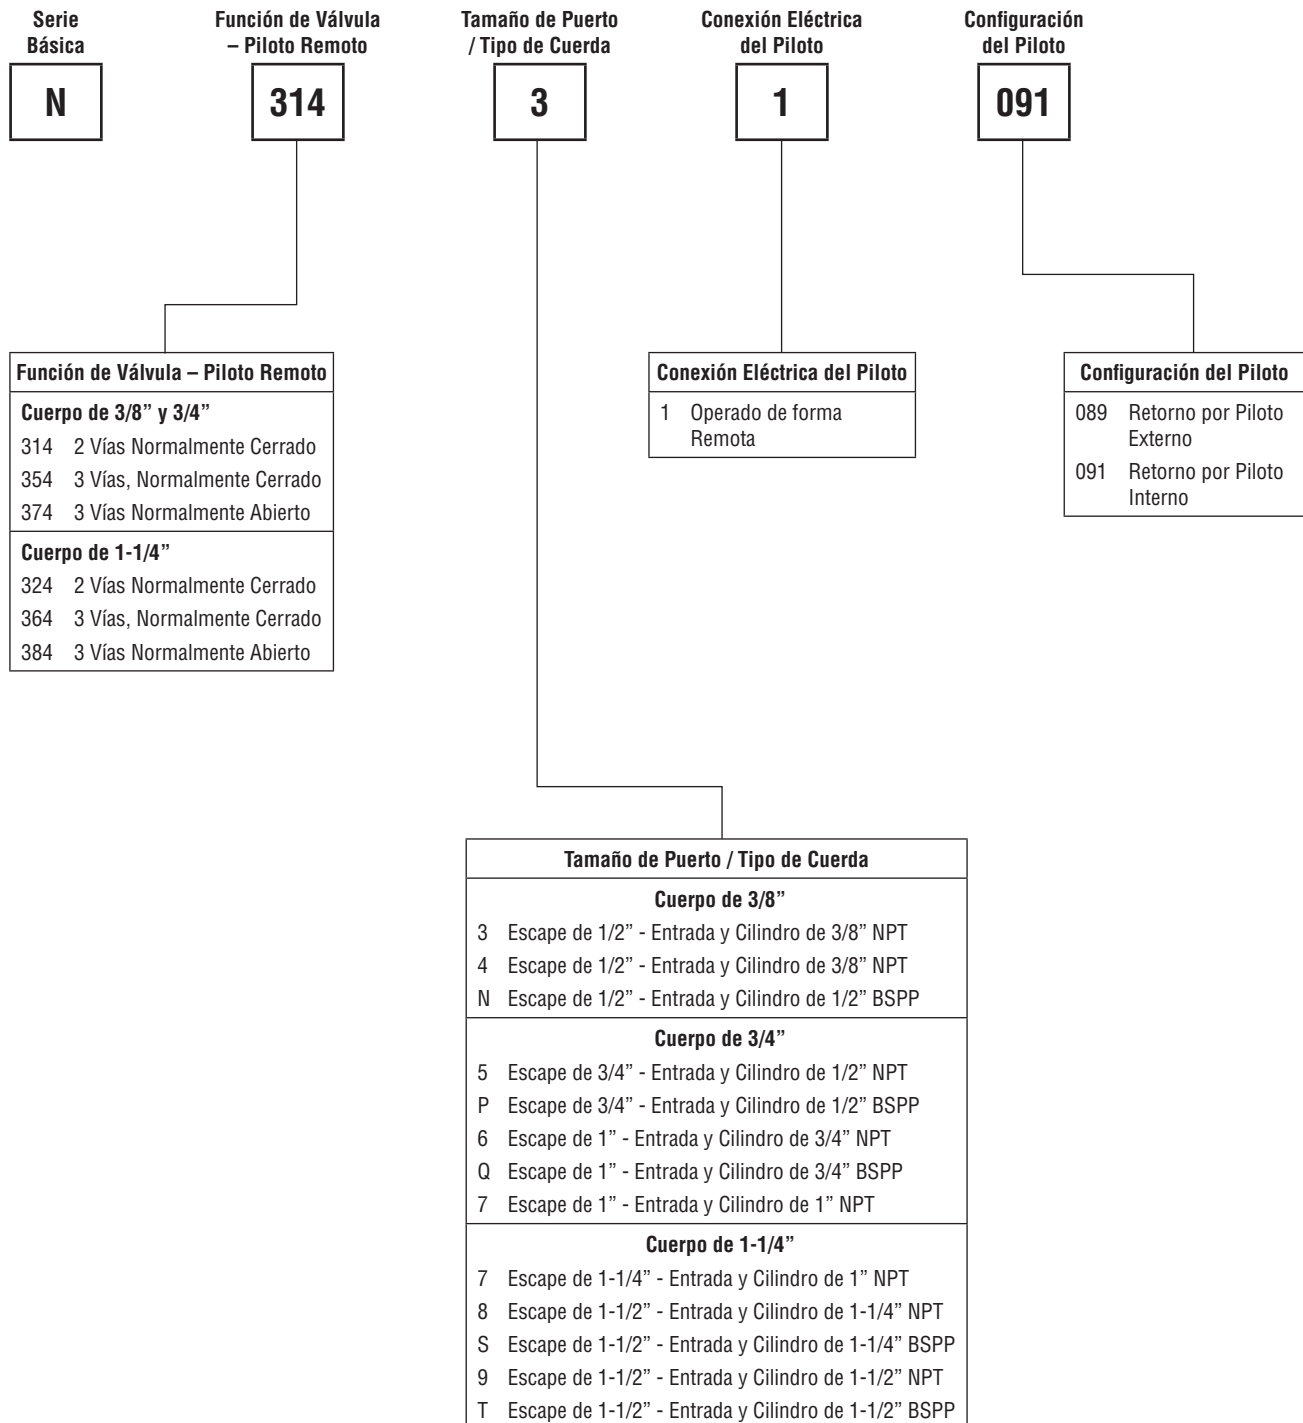 Serie
Básica
N
Función de Válvula
– Piloto Remoto
314
Tamaño de Puerto
/ Tipo de Cuerda
3
Conexión Eléctrica
del Piloto
1
Configuración
del Piloto
091
Función de Válvula – Piloto Remoto
Cuerpo de 3/8” y 3/4”
314 2 Vías Normalmente Cerrado
354 3 Vías, Normalmente Cerrado
374 3 Vías Normalmente Abierto
Cuerpo de 1-1/4”
324 2 Vías Normalmente Cerrado
364 3 Vías, Normalmente Cerrado
384 3 Vías Normalmente Abierto
Conexión Eléctrica del Piloto
1 Operado de forma
Remota
Configuración del Piloto
089 Retorno por Piloto
Externo
091 Retorno por Piloto
Interno
Tamaño de Puerto / Tipo de Cuerda
Cuerpo de 3/8”
3 Escape de 1/2” - Entrada y Cilindro de 3/8” NPT
4 Escape de 1/2” - Entrada y Cilindro de 3/8” NPT
N Escape de 1/2” - Entrada y Cilindro de 1/2” BSPP
Cuerpo de 3/4”
5 Escape de 3/4” - Entrada y Cilindro de 1/2” NPT
P Escape de 3/4” - Entrada y Cilindro de 1/2” BSPP
6 Escape de 1” - Entrada y Cilindro de 3/4” NPT
Q Escape de 1” - Entrada y Cilindro de 3/4” BSPP
7 Escape de 1” - Entrada y Cilindro de 1” NPT
Cuerpo de 1-1/4”
7 Escape de 1-1/4” - Entrada y Cilindro de 1” NPT
8 Escape de 1-1/2” - Entrada y Cilindro de 1-1/4” NPT
S Escape de 1-1/2” - Entrada y Cilindro de 1-1/4” BSPP
9 Escape de 1-1/2” - Entrada y Cilindro de 1-1/2” NPT
T Escape de 1-1/2” - Entrada y Cilindro de 1-1/2” BSPP